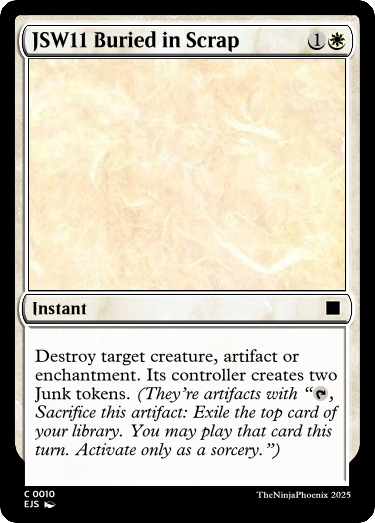 JSW11 Buried in Scrap 1
Instant
Destroy target creature, artifact or
enchantment. Its controller creates two
Junk tokens. (They're artifacts with “,
Sacrifice this artifact: Exile the top card of
your library. You may play that card this
turn. Activate only as a sorcery.”)
C 0010
EJS
TheNinjaPhoenix 2025